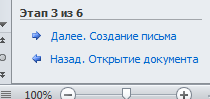 Этап 3 из 6
Далее. Создание письма
Назад. Открытие документа
100%